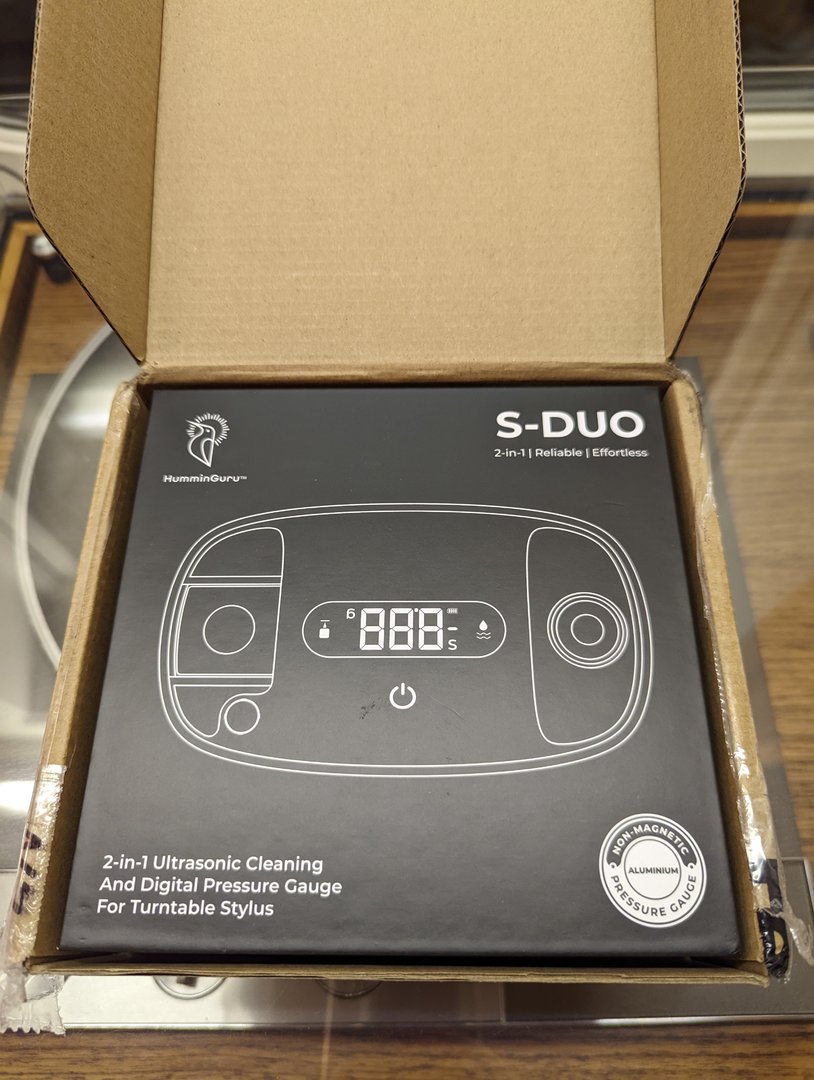 HumminGuru™
S-DUO
2-in-1 | Reliable | Effortless
g
888
S
2-in-1 Ultrasonic Cleaning
And Digital Pressure Gauge
For Turntable Stylus
NON-MAGNETIC
ALUMINIUM
PRESSURE GAUGE